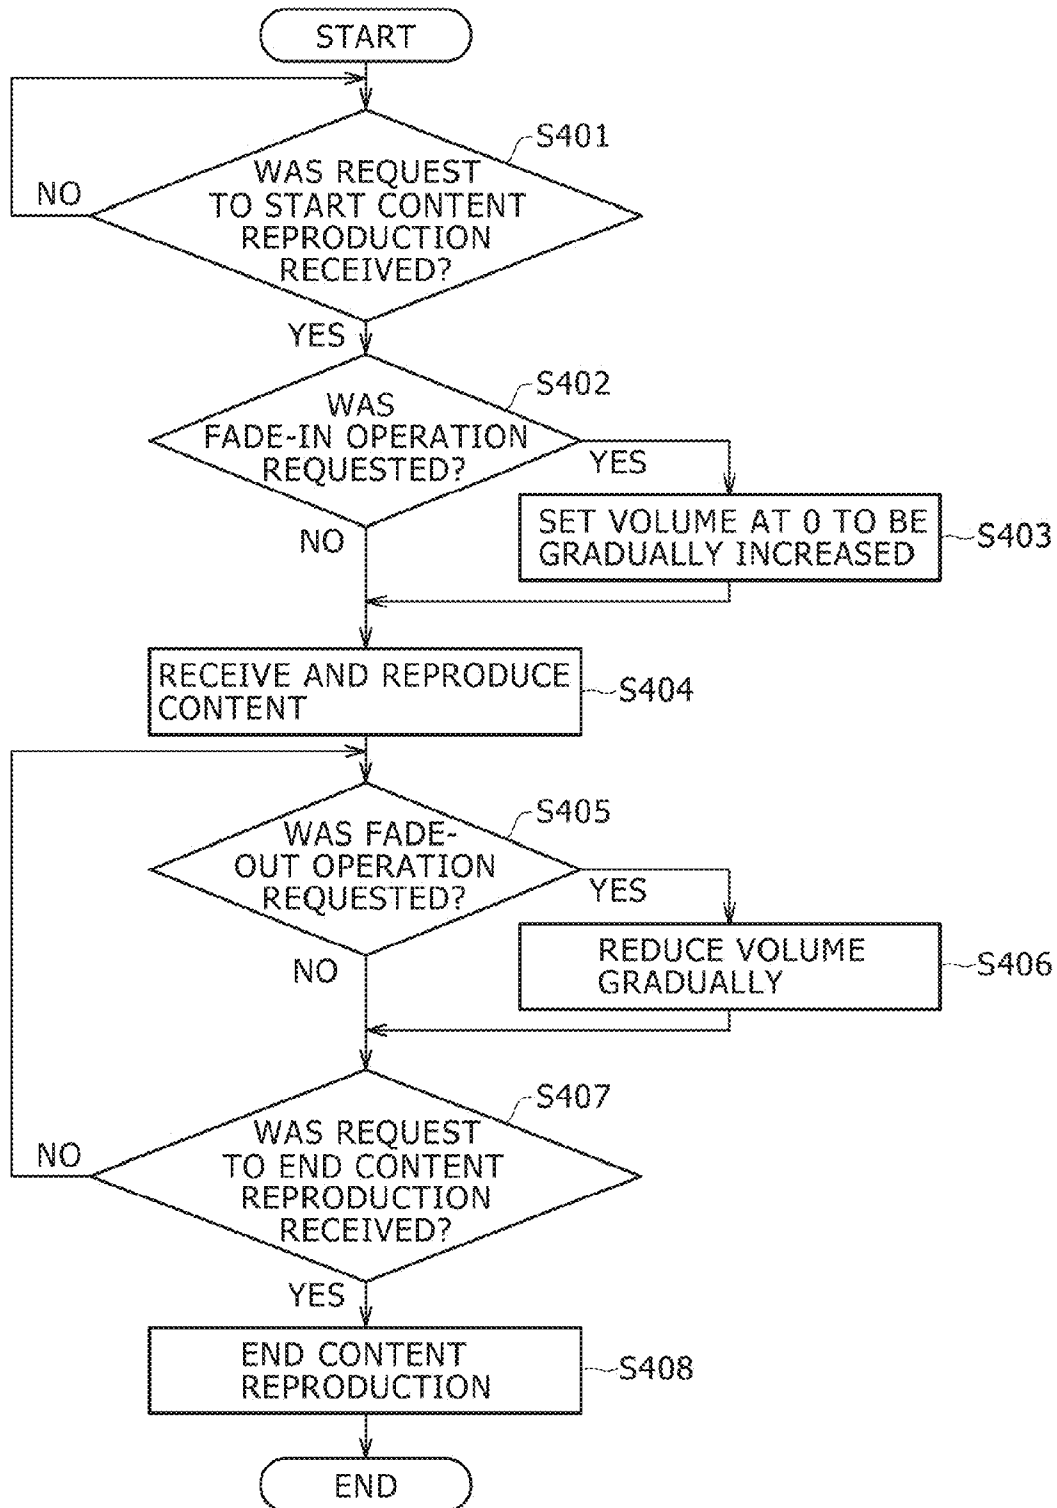 START
S401
WAS REQUEST
TO START CONTENT
REPRODUCTION
RECEIVED?
NO
YES
S402
WAS
FADE-IN OPERATION
REQUESTED?
YES
NO
SET VOLUME AT 0 TO BE
GRADUALLY INCREASED
S403
RECEIVE AND REPRODUCE
CONTENT
S404
S405
WAS FADE-
OUT OPERATION
REQUESTED?
YES
NO
REDUCE VOLUME
GRADUALLY
S406
S407
WAS REQUEST
TO END CONTENT
REPRODUCTION
RECEIVED?
NO
YES
END CONTENT
REPRODUCTION
S408
END